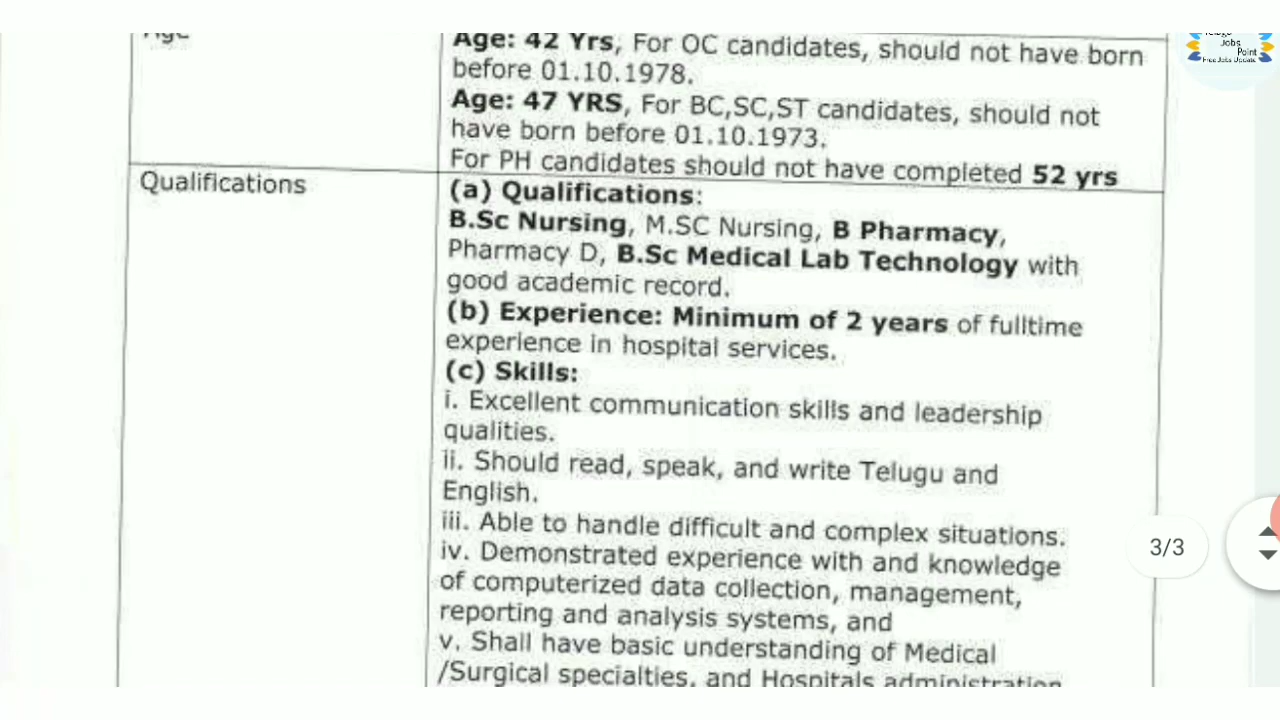 Age
Age: 42 Yrs, For OC candidates, should not have born
before 01.10.1978.
Age: 47 YRS, For BC,SC,ST candidates, should not
have born before 01.10.1973.
For PH candidates should not have completed 52 yrs
Qualifications
(a) Qualifications:
B.Sc Nursing, M.SC Nursing, B Pharmacy,
Pharmacy D, B.Sc Medical Lab Technology with
good academic record.
(b) Experience: Minimum of 2 years of fulltime
experience in hospital services.
(c) Skills:
i. Excellent communication skills and leadership
qualities.
ii. Should read, speak, and write Telugu and
English.
iii. Able to handle difficult and complex situations.
iv. Demonstrated experience with and knowledge
of computerized data collection, management,
reporting and analysis systems, and
v. Shall have basic understanding of Medical
/Surgical specialties, and Hospitals administration
Jobs
Point
Free Jobs Update
3/3